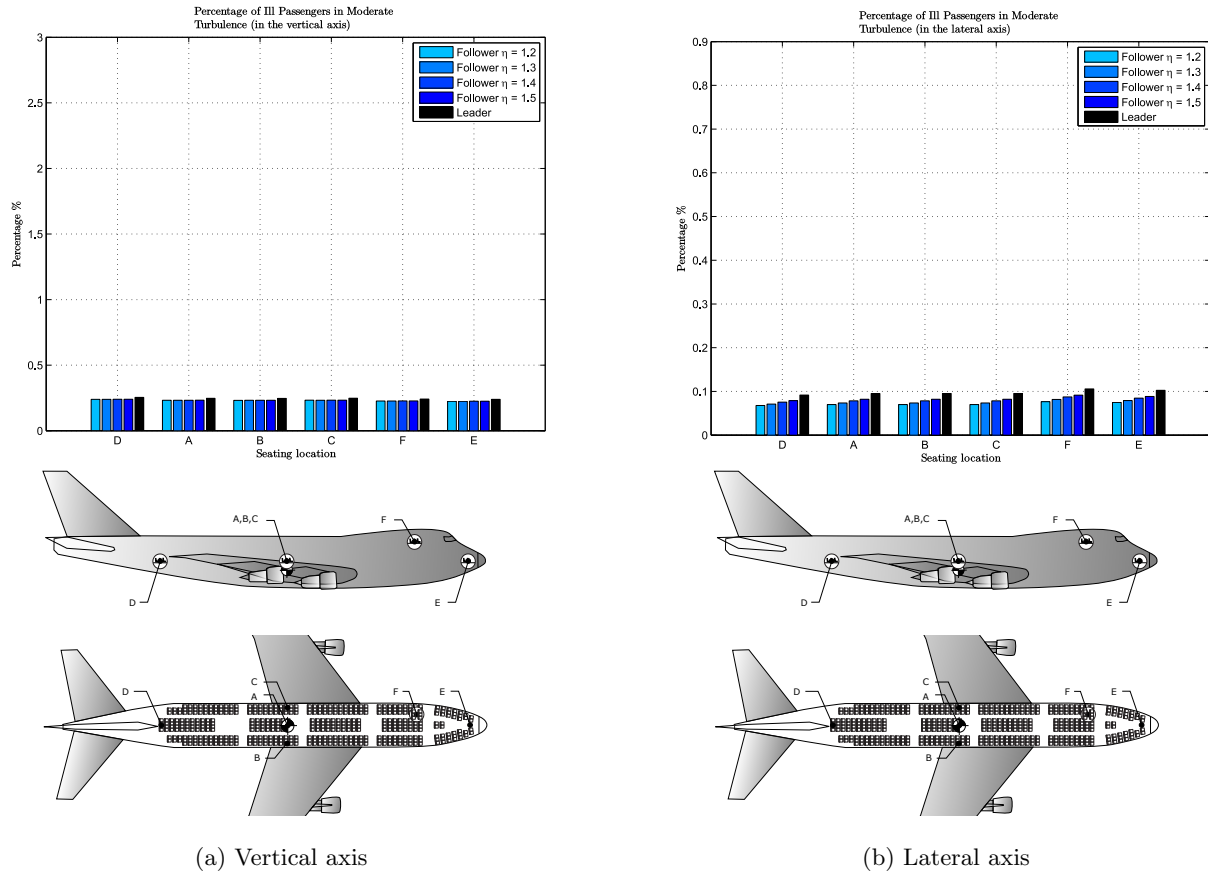 Percentage of Ill Passengers in Moderate
Turbulence (in the vertical axis)
3
2.5
2
1.5
1
0.5
0
Percentage %
Follower η = 1.2
Follower η = 1.3
Follower η = 1.4
Follower η = 1.5
Leader
D A B C F E
Seating location
A,B,C
F
D
E
C
A
D
F
E
B
(a) Vertical axis
Percentage of Ill Passengers in Moderate
Turbulence (in the lateral axis)
0.9
0.8
0.7
0.6
0.5
0.4
0.3
0.2
0.1
0
Percentage %
Follower η = 1.2
Follower η = 1.3
Follower η = 1.4
Follower η = 1.5
Leader
D A B C F E
Seating location
A,B,C
F
D
E
C
A
D
F
E
B
(b) Lateral axis